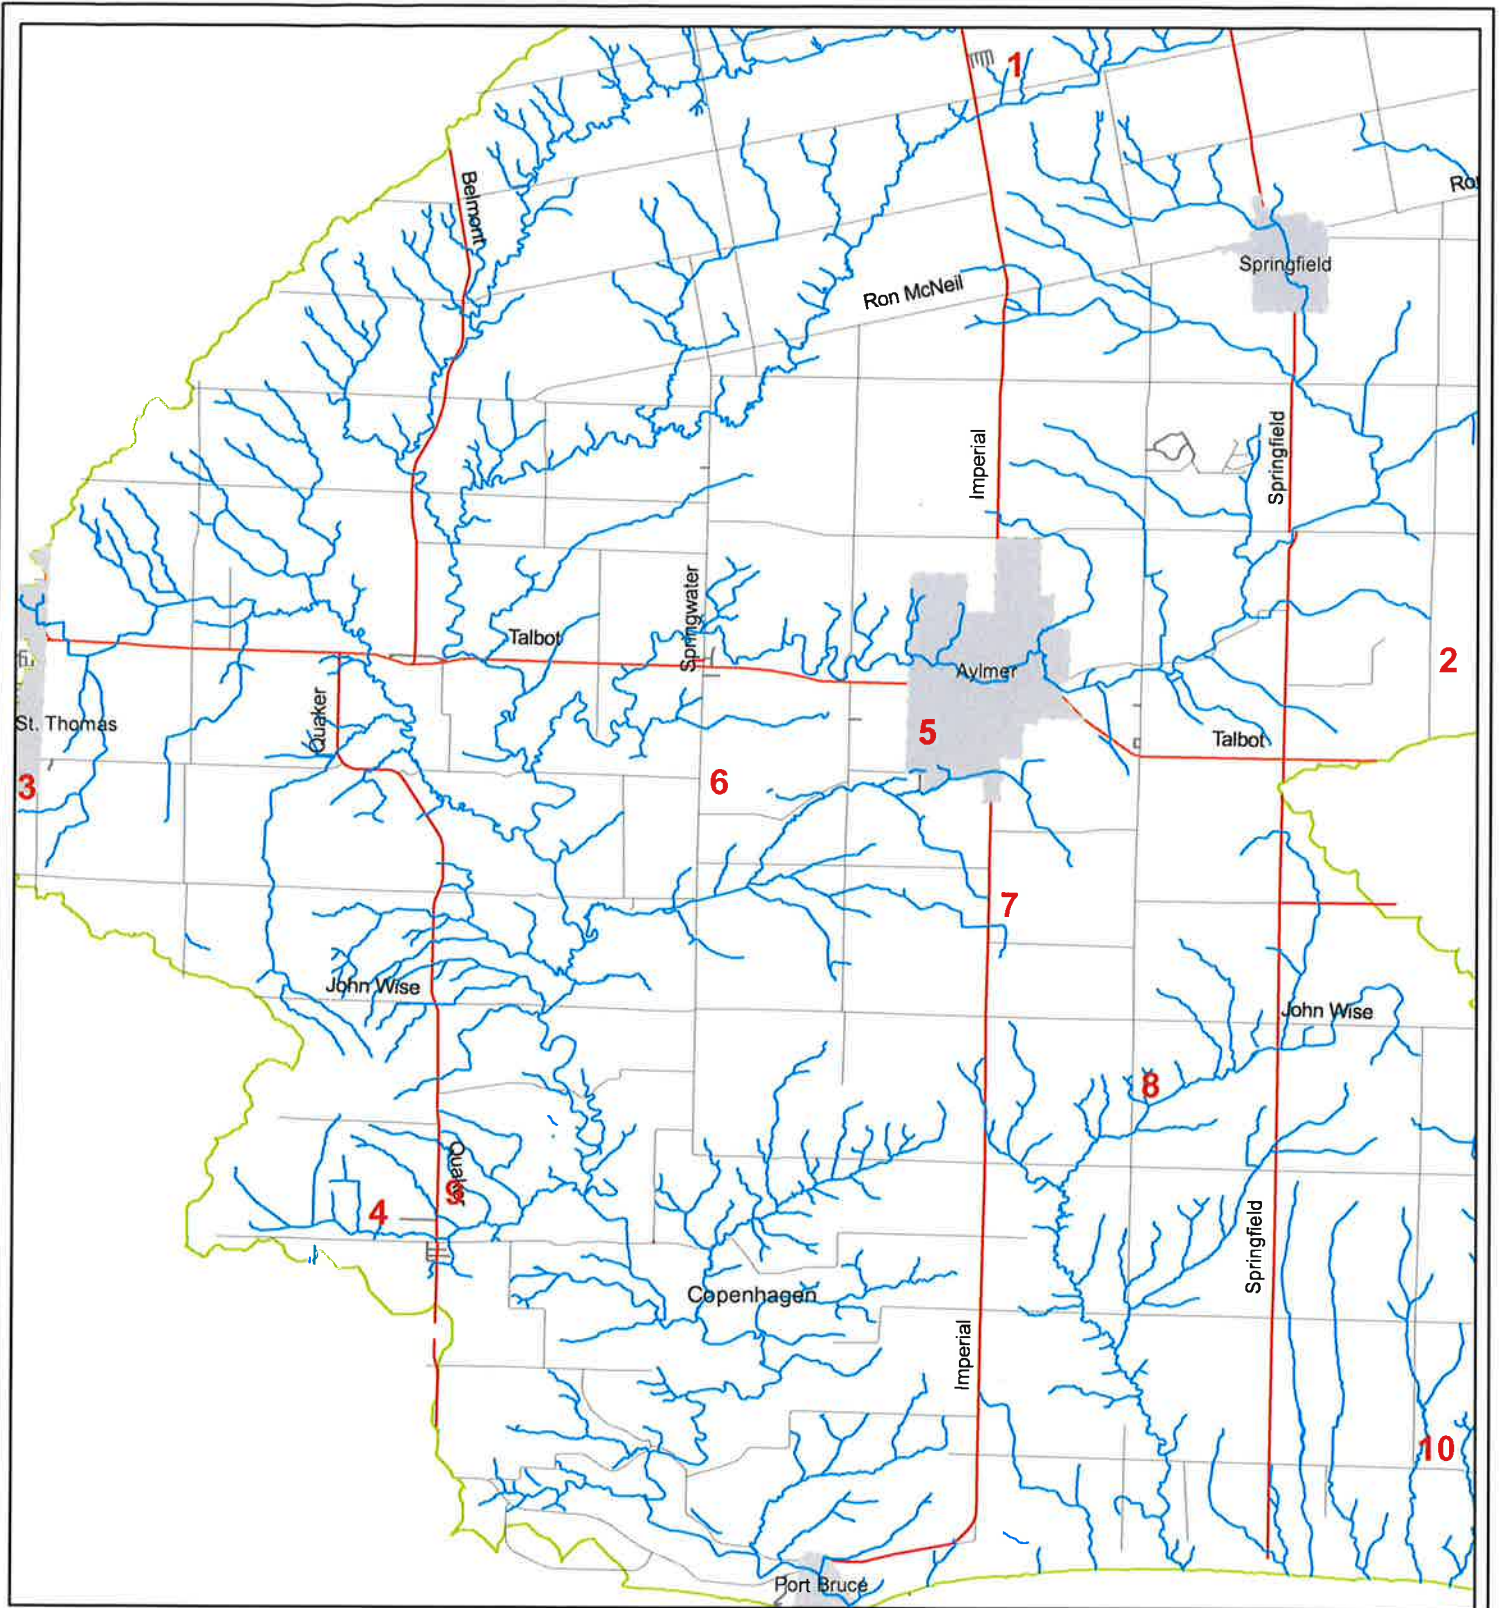 1
Belmont
Springfield
Ron McNeil
Imperial
Springfield
Springwater
Talbot
2
Aylmer
Quaker
St. Thomas
5
Talbot
3
6
7
John Wise
John Wise
8
Quaker
4
9
Springfield
Copenhagen
Imperial
10
Port Bruce